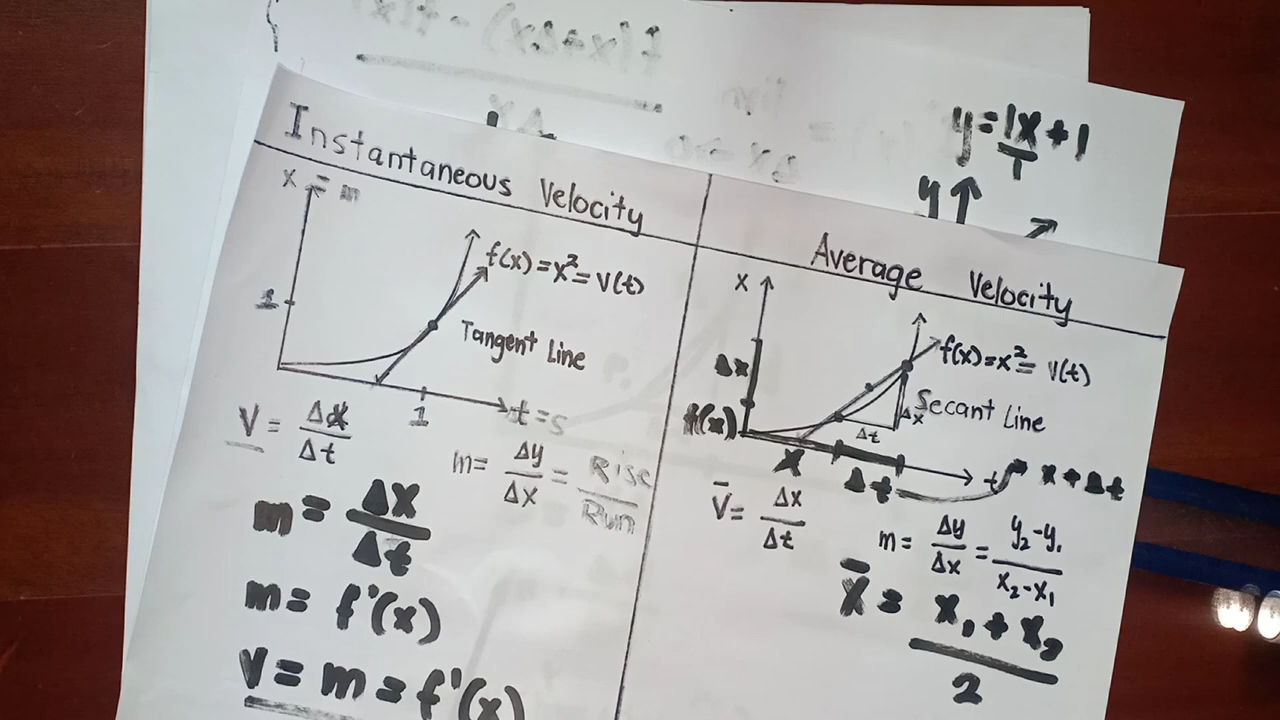 y = 1x/1 + 1
y
Instantaneous Velocity
x = m
f(x) = x² = v(t)
1
Tangent Line
1
t = s
V = Δx/Δt
m = Δy/Δx = Rise/Run
m = Δx/Δt
m = f'(x)
V = m = f'(x)
Average Velocity
x
f(x) = x² = v(t)
Δx
Secant Line
Δx
f(x)
Δt
x
Δt
t
x + Δt
V̄ = Δx/Δt
m = Δy/Δx = y₂-y₁/x₂-x₁
x̄ = x₁ + x₂/2